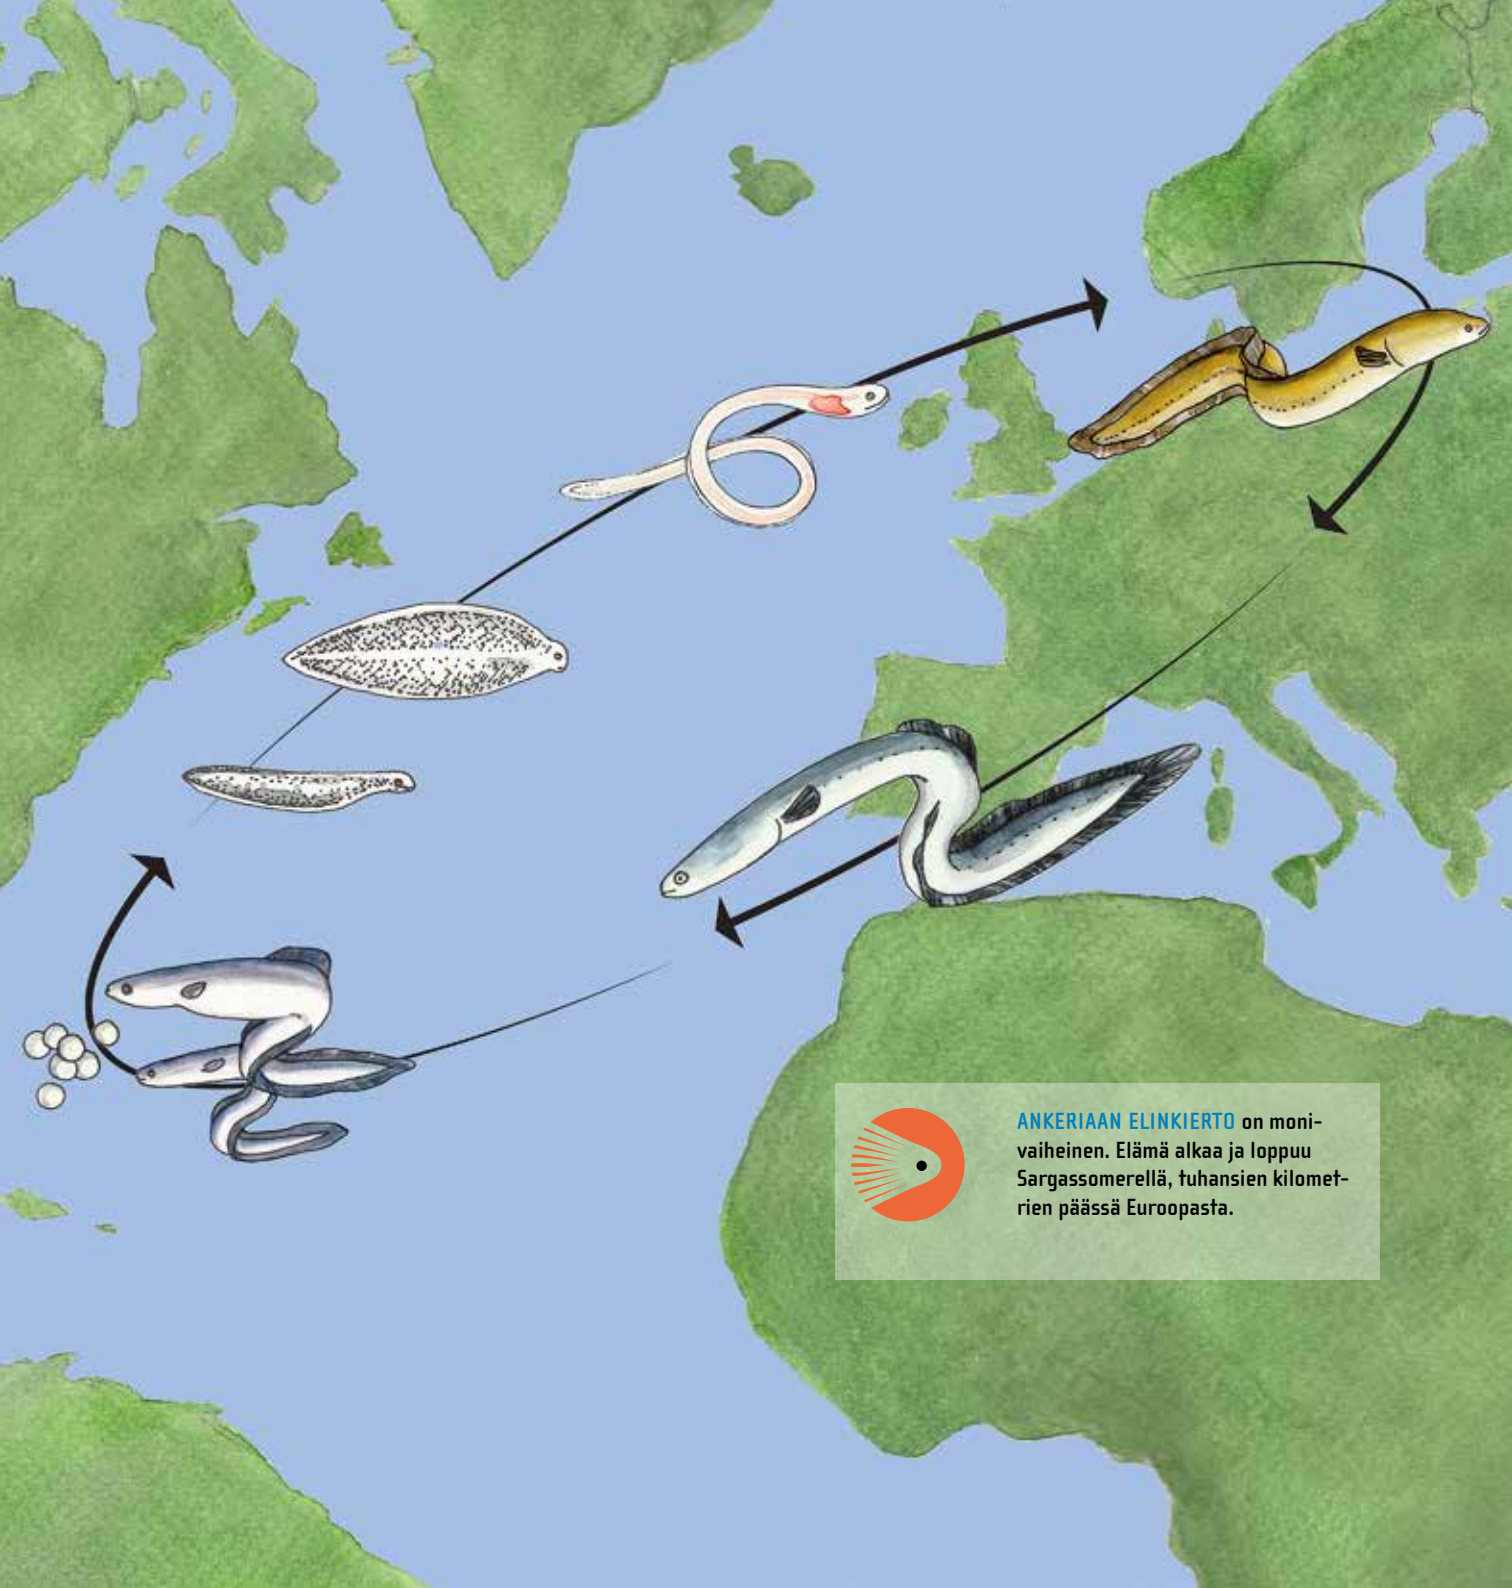 ANKERIAAN ELINKIERTO on moni-
vaiheinen. Elämä alkaa ja loppuu
Sargassomerellä, tuhansien kilomet-
rien päässä Euroopasta.